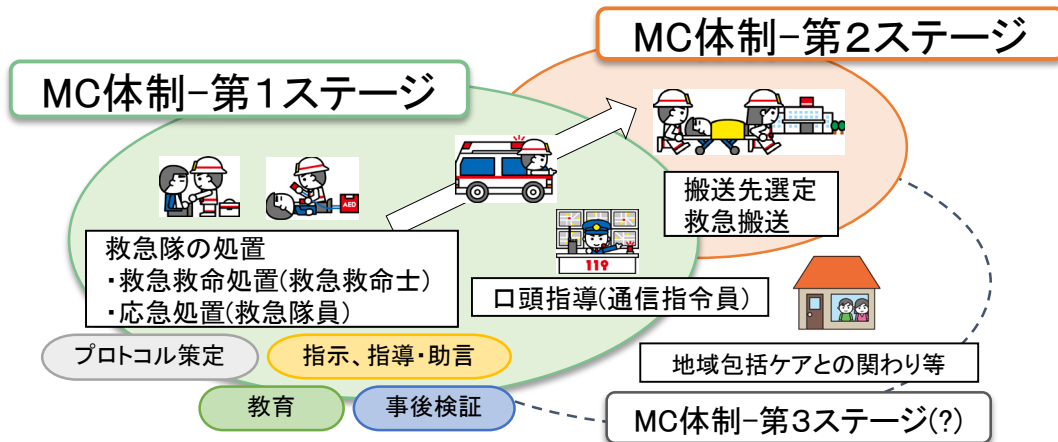 MC体制-第2ステージ
MC体制-第1ステージ
搬送先選定
救急搬送
AED
救急隊の処置
・救急救命処置(救急救命士)
・応急処置(救急隊員)
119
口頭指導(通信指令員)
プロトコル策定
指示、指導・助言
地域包括ケアとの関わり等
教育
事後検証
MC体制-第3ステージ(?)